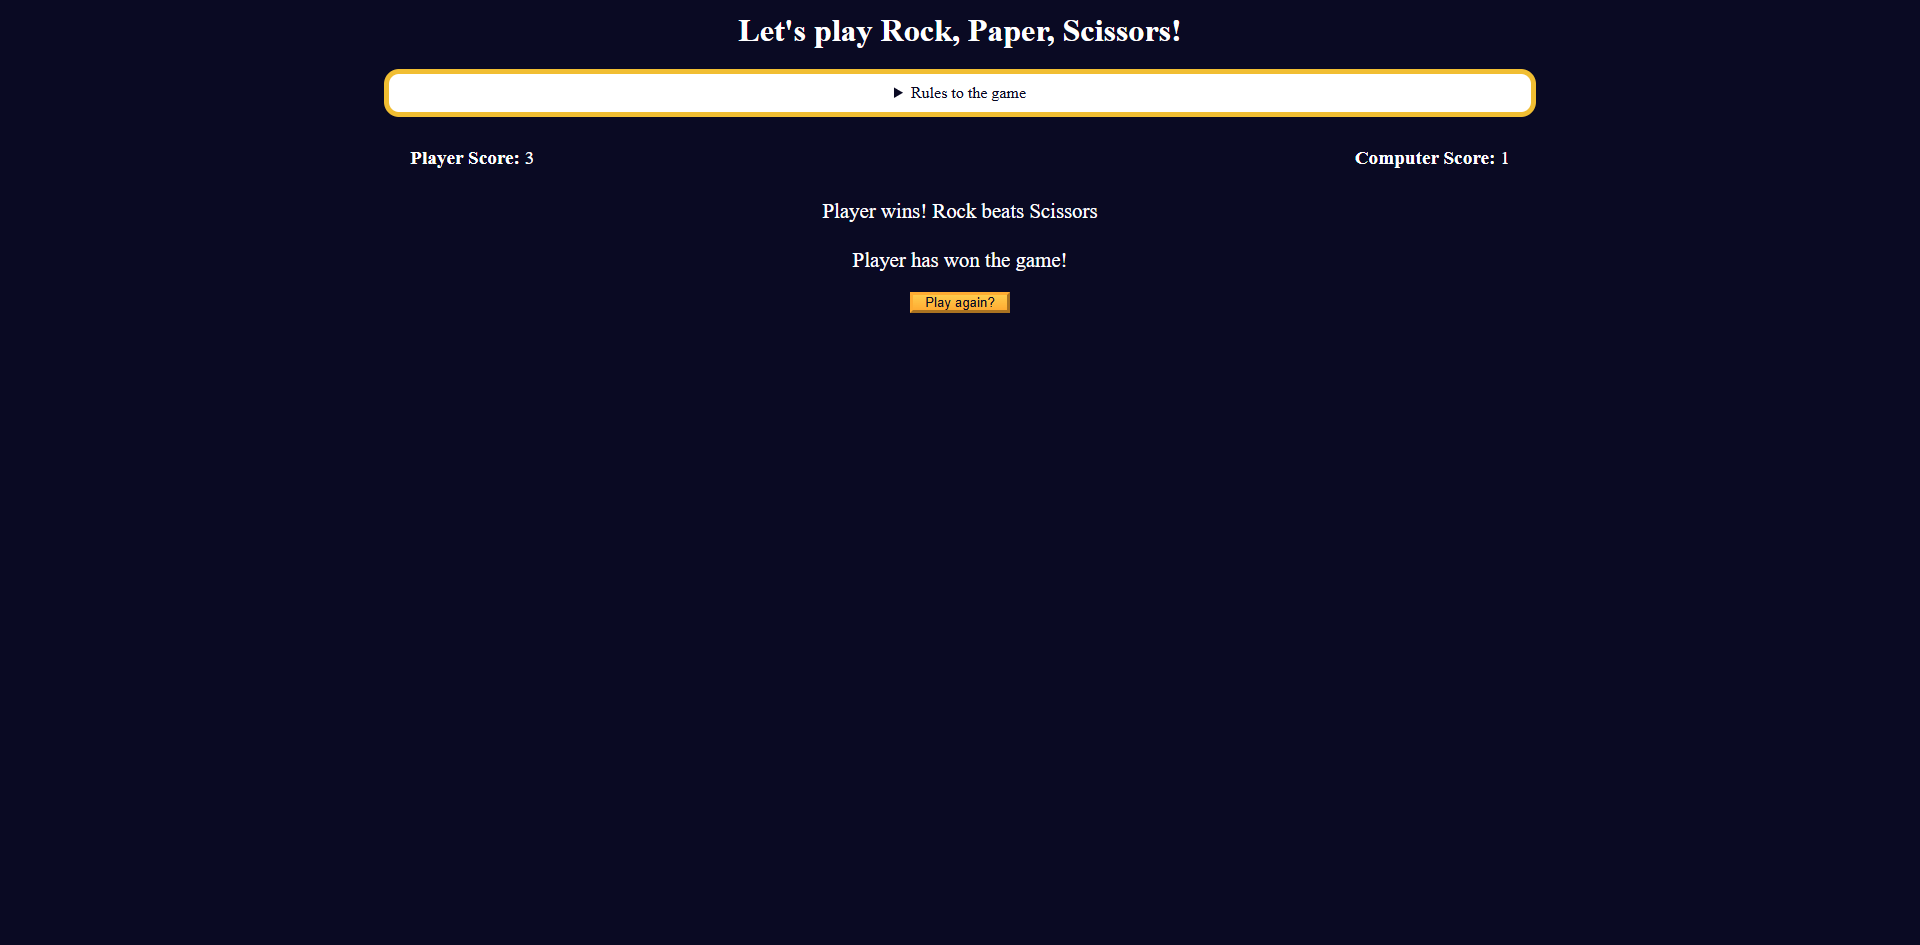 Let's play Rock, Paper, Scissors!
Rules to the game
Player Score: 3
Computer Score: 1
Player wins! Rock beats Scissors
Player has won the game!
Play again?